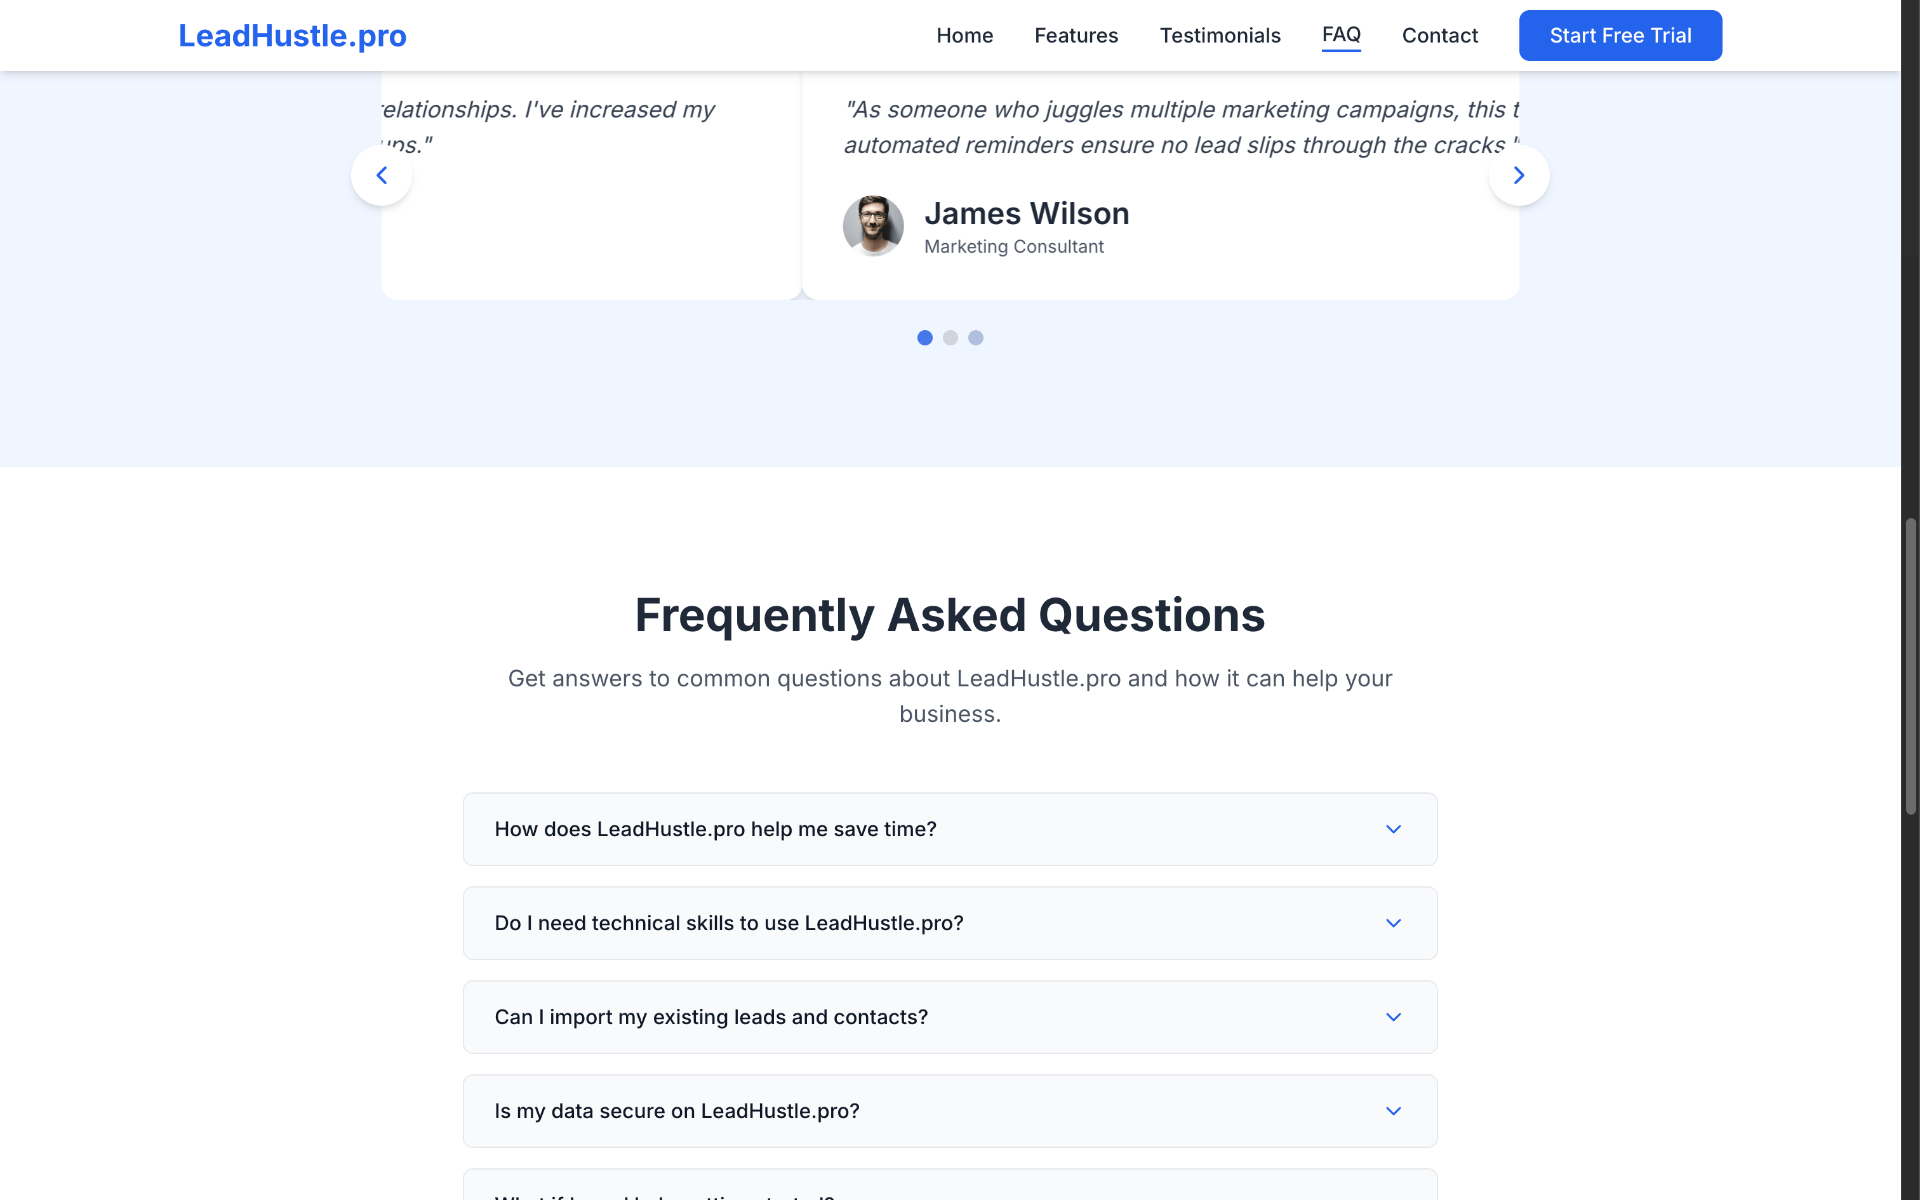 LeadHustle.pro
Home
Features
Testimonials
FAQ
Contact
Start Free Trial
relationships. I've increased my
ups."
"As someone who juggles multiple marketing campaigns, this
automated reminders ensure no lead slips through the cracks."
James Wilson
Marketing Consultant
Frequently Asked Questions
Get answers to common questions about LeadHustle.pro and how it can help your
business.
How does LeadHustle.pro help me save time?
Do I need technical skills to use LeadHustle.pro?
Can I import my existing leads and contacts?
Is my data secure on LeadHustle.pro?